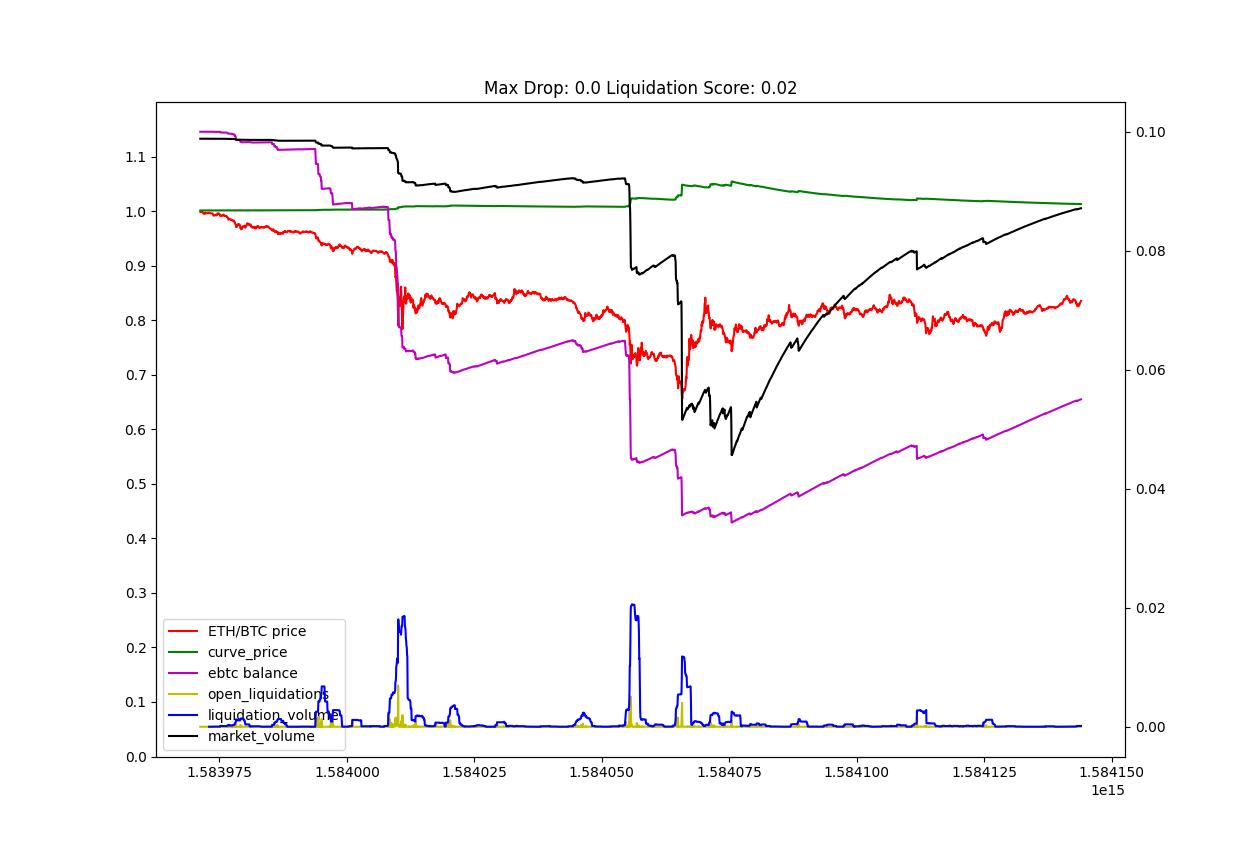 Max Drop: 0.0 Liquidation Score: 0.02
1.1
1.0
0.9
0.8
0.7
0.6
0.5
0.4
0.3
0.2
0.1
0.0
0.10
0.08
0.06
0.04
0.02
0.00
ETH/BTC price
curve_price
ebtc balance
open_liquidations
liquidation_volume
market_volume
1.583975 1.584000 1.584025 1.584050 1.584075 1.584100 1.584125 1.584150
1e15